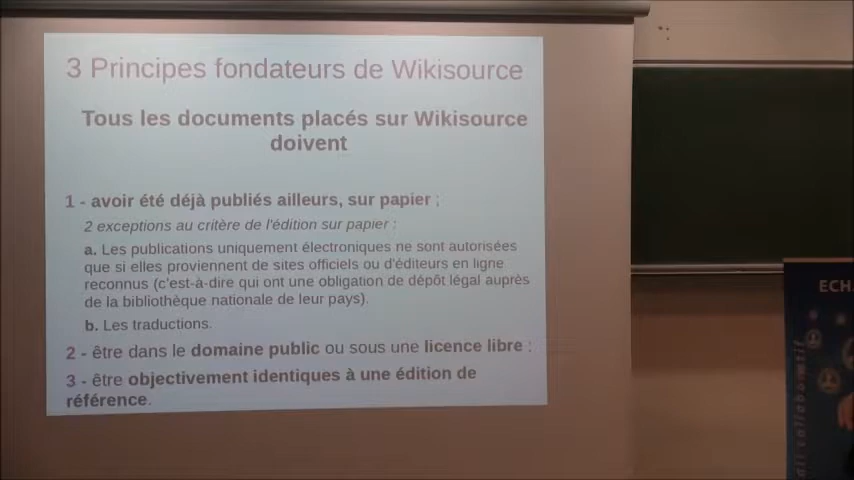 3 Principes fondateurs de Wikisource
Tous les documents placés sur Wikisource
doivent
1 - avoir été déjà publiés ailleurs, sur papier ;
2 exceptions au critère de l'édition sur papier :
a. Les publications uniquement électroniques ne sont autorisées
que si elles proviennent de sites officiels ou d'éditeurs en ligne
reconnus (c'est-à-dire qui ont une obligation de dépôt légal auprès
de la bibliothèque nationale de leur pays).
b. Les traductions.
2 - être dans le domaine public ou sous une licence libre :
3 - être objectivement identiques à une édition de
référence.
ECH